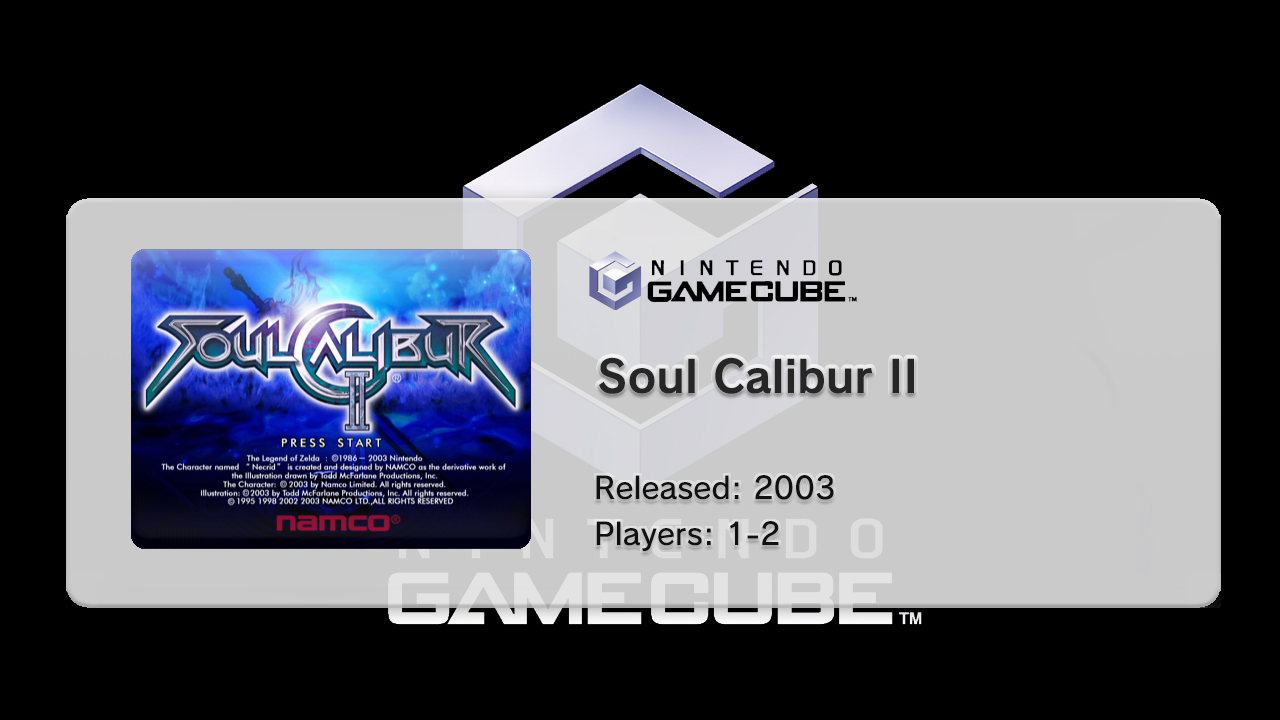 SOULCALIBUR
II
®
PRESS START
The Legend of Zelda : ©1986 – 2003 Nintendo
The Character named “ Necrid ” is created and designed by NAMCO as the derivative work of
the Illustration drawn by Todd McFarlane Productions, Inc.
The Character: © 2003 by Namco Limited. All rights reserved.
Illustration: © 2003 by Todd McFarlane Productions, Inc. All rights reserved.
© 1995 1998 2002 2003 NAMCO LTD.,ALL RIGHTS RESERVED
namco®
NINTENDO
GAMECUBE™
Soul Calibur II
Released: 2003
Players: 1-2
NINTENDO
GAMECUBE™